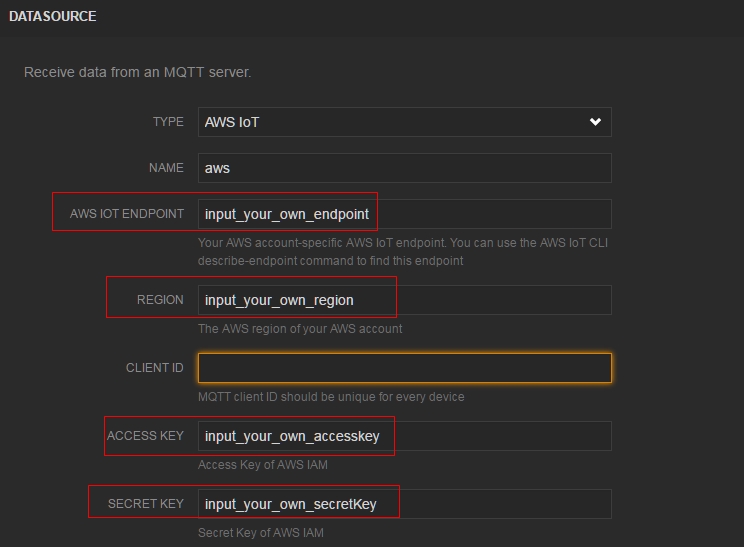 DATASOURCE
Receive data from an MQTT server.
TYPE AWS IoT
NAME aws
AWS IOT ENDPOINT input_your_own_endpoint
Your AWS account-specific AWS IoT endpoint. You can use the AWS IoT CLI
describe-endpoint command to find this endpoint
REGION input_your_own_region
The AWS region of your AWS account
CLIENT ID
MQTT client ID should be unique for every device
ACCESS KEY input_your_own_accesskey
Access Key of AWS IAM
SECRET KEY input_your_own_secretKey
Secret Key of AWS IAM